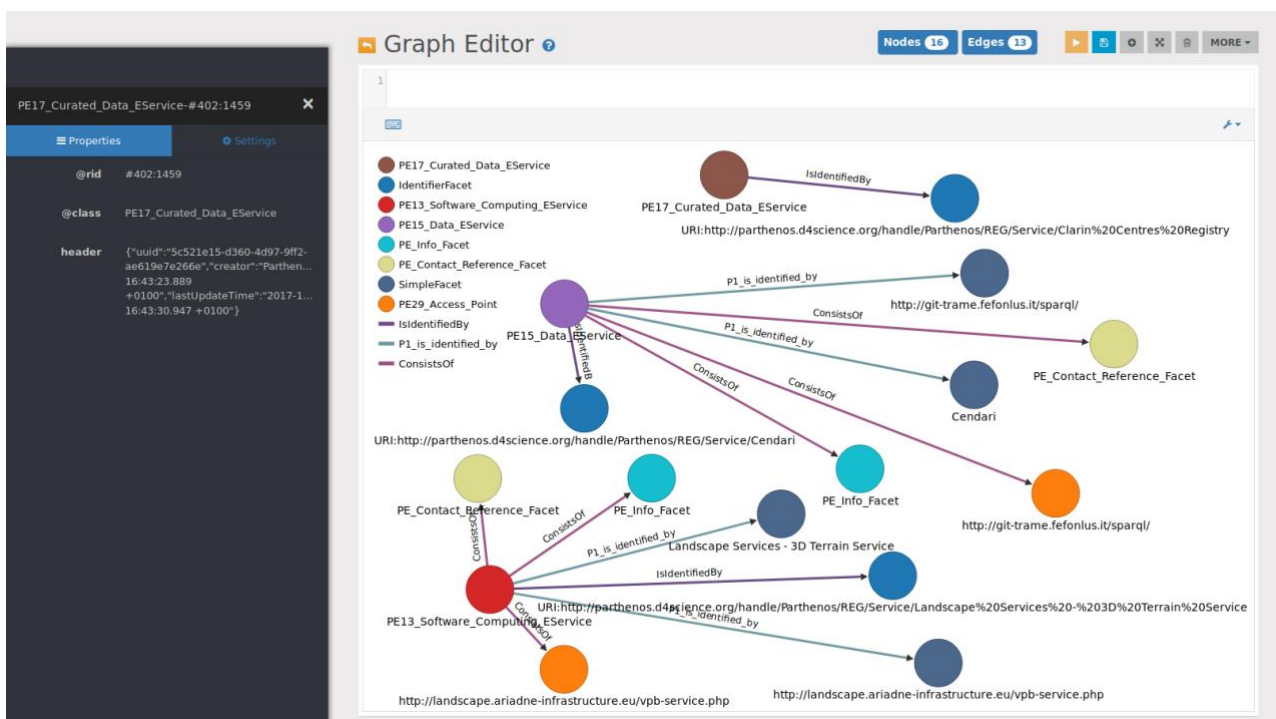 Graph Editor
Nodes 16 Edges 13 MORE
1
PE17_Curated_Data_EService-#402:1459 ×
Properties Settings
@rid #402:1459
@class PE17_Curated_Data_EService
header {"uuid":"5c521e15-d360-4d97-9ff2-
ae619e7e266e","creator":"Parthen...
16:43:23.889
+0100","lastUpdateTime":"2017-1...
16:43:30.947 +0100"}
PE17_Curated_Data_EService
IdentifierFacet
PE13_Software_Computing_EService
PE15_Data_EService
PE_Info_Facet
PE_Contact_Reference_Facet
SimpleFacet
PE29_Access_Point
IsIdentifiedBy
P1_is_identified_by
ConsistsOf
IsIdentifiedBy
PE17_Curated_Data_EService
URI:http://parthenos.d4science.org/handle/Parthenos/REG/Service/Clarin%20Centres%20Registry
P1_is_identified_by
http://git-trame.fefonlus.it/sparql/
ConsistsOf
P1_is_identified_by
PE15_Data_EService
IsIdentifiedB
PE_Contact_Reference_Facet
ConsistsOf
ConsistsOf
Cendari
URI:http://parthenos.d4science.org/handle/Parthenos/REG/Service/Cendari
PE_Info_Facet
http://git-trame.fefonlus.it/sparql/
PE_Contact_Reference_Facet
PE_Info_Facet
ConsistsOf
ConsistsOf
P1_is_identified_by
Landscape Services - 3D Terrain Service
IsIdentifiedBy
URI:http://parthenos.d4science.org/handle/Parthenos/REG/Service/Landscape%20Services%20-%203D%20Terrain%20Service
P1_is_identified_by
PE13_Software_Computing_EService
ConsistsOf
http://landscape.ariadne-infrastructure.eu/vpb-service.php
http://landscape.ariadne-infrastructure.eu/vpb-service.php